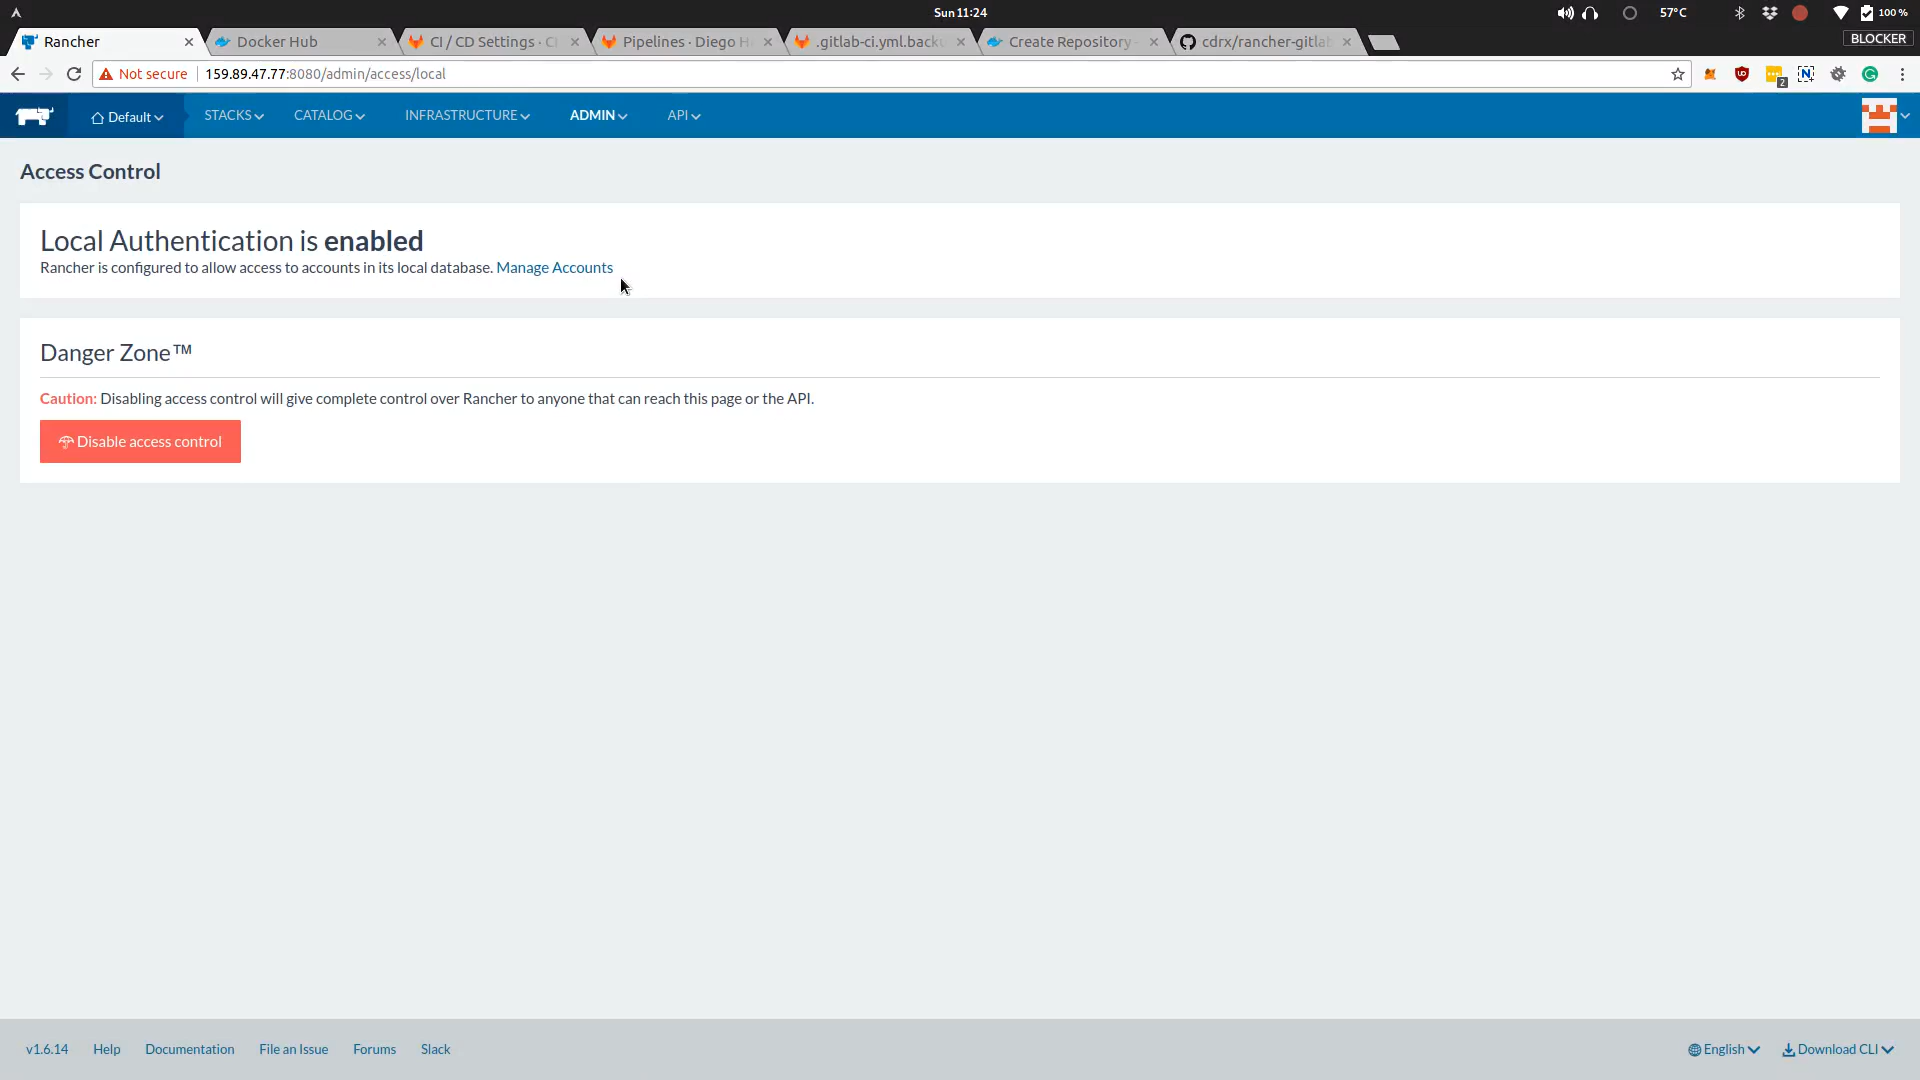 Sun 11:24
57°C
100 %
Rancher
Docker Hub
CI / CD Settings · C
Pipelines · Diego H
.gitlab-ci.yml.backu
Create Repository -
cdrx/rancher-gitlab
BLOCKER
Not secure
159.89.47.77:8080/admin/access/local
2
Default
STACKS
CATALOG
INFRASTRUCTURE
ADMIN
API
Access Control
Local Authentication is enabled
Rancher is configured to allow access to accounts in its local database. Manage Accounts
Danger Zone™
Caution: Disabling access control will give complete control over Rancher to anyone that can reach this page or the API.
Disable access control
v1.6.14
Help
Documentation
File an Issue
Forums
Slack
English
Download CLI